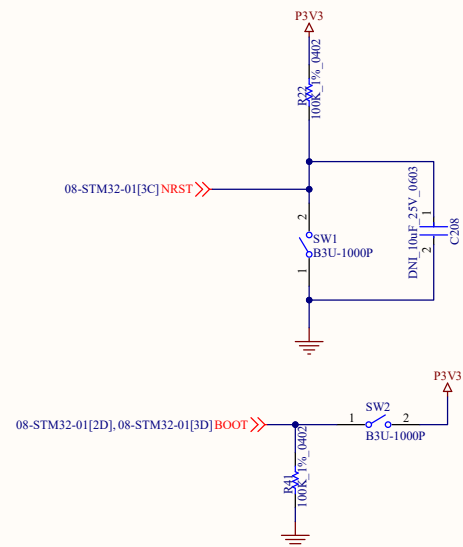 P3V3
R22
100K_1%_0402
08-STM32-01[3C] NRST
2
SW1
B3U-1000P
1
DNI_10uF_25V_0603
1
2
C208
P3V3
08-STM32-01[2D], 08-STM32-01[3D] BOOT
1
SW2
2
B3U-1000P
R41
100K_1%_0402